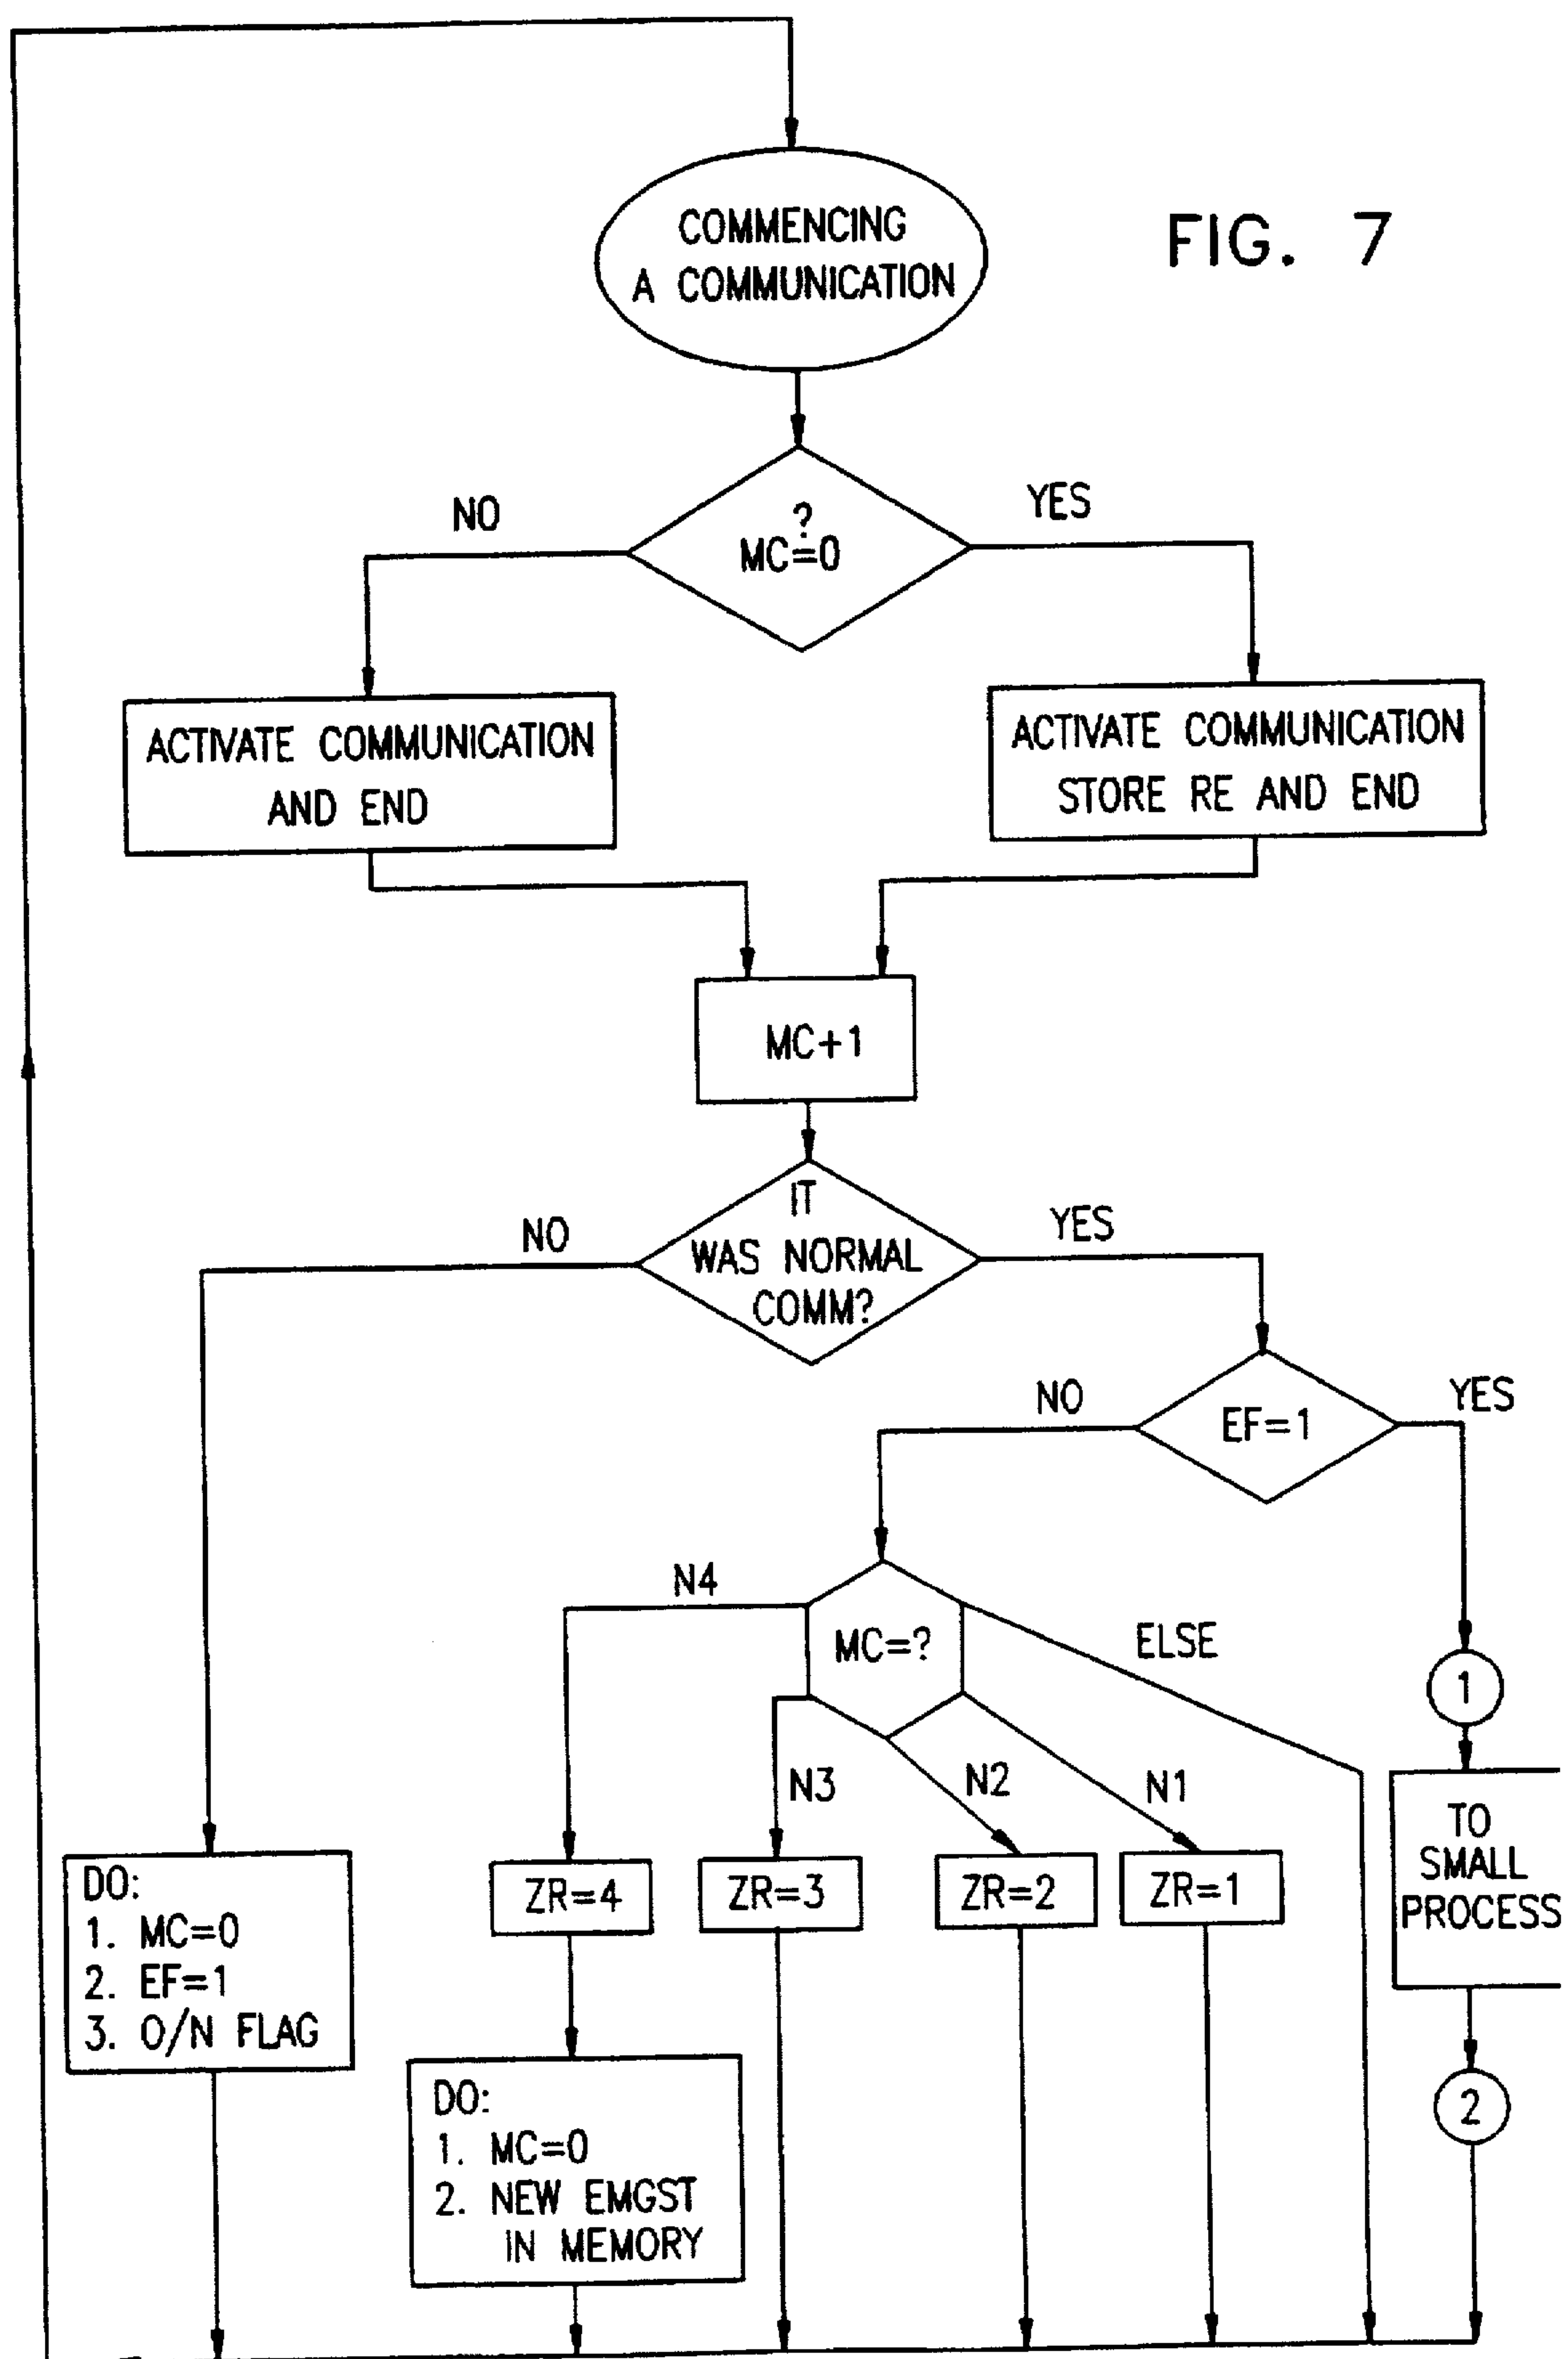 FIG. 7
COMMENCING
A COMMUNICATION
NO
?
MC=0
YES
ACTIVATE COMMUNICATION
AND END
ACTIVATE COMMUNICATION
STORE RE AND END
MC+1
NO
IT
WAS NORMAL
COMM?
YES
NO
EF=1
YES
N4
MC=?
ELSE
1
N3
N2
N1
TO
SMALL
PROCESS
DO:
1. MC=0
2. EF=1
3. O/N FLAG
ZR=4
ZR=3
ZR=2
ZR=1
DO:
1. MC=0
2. NEW EMGST
IN MEMORY
2